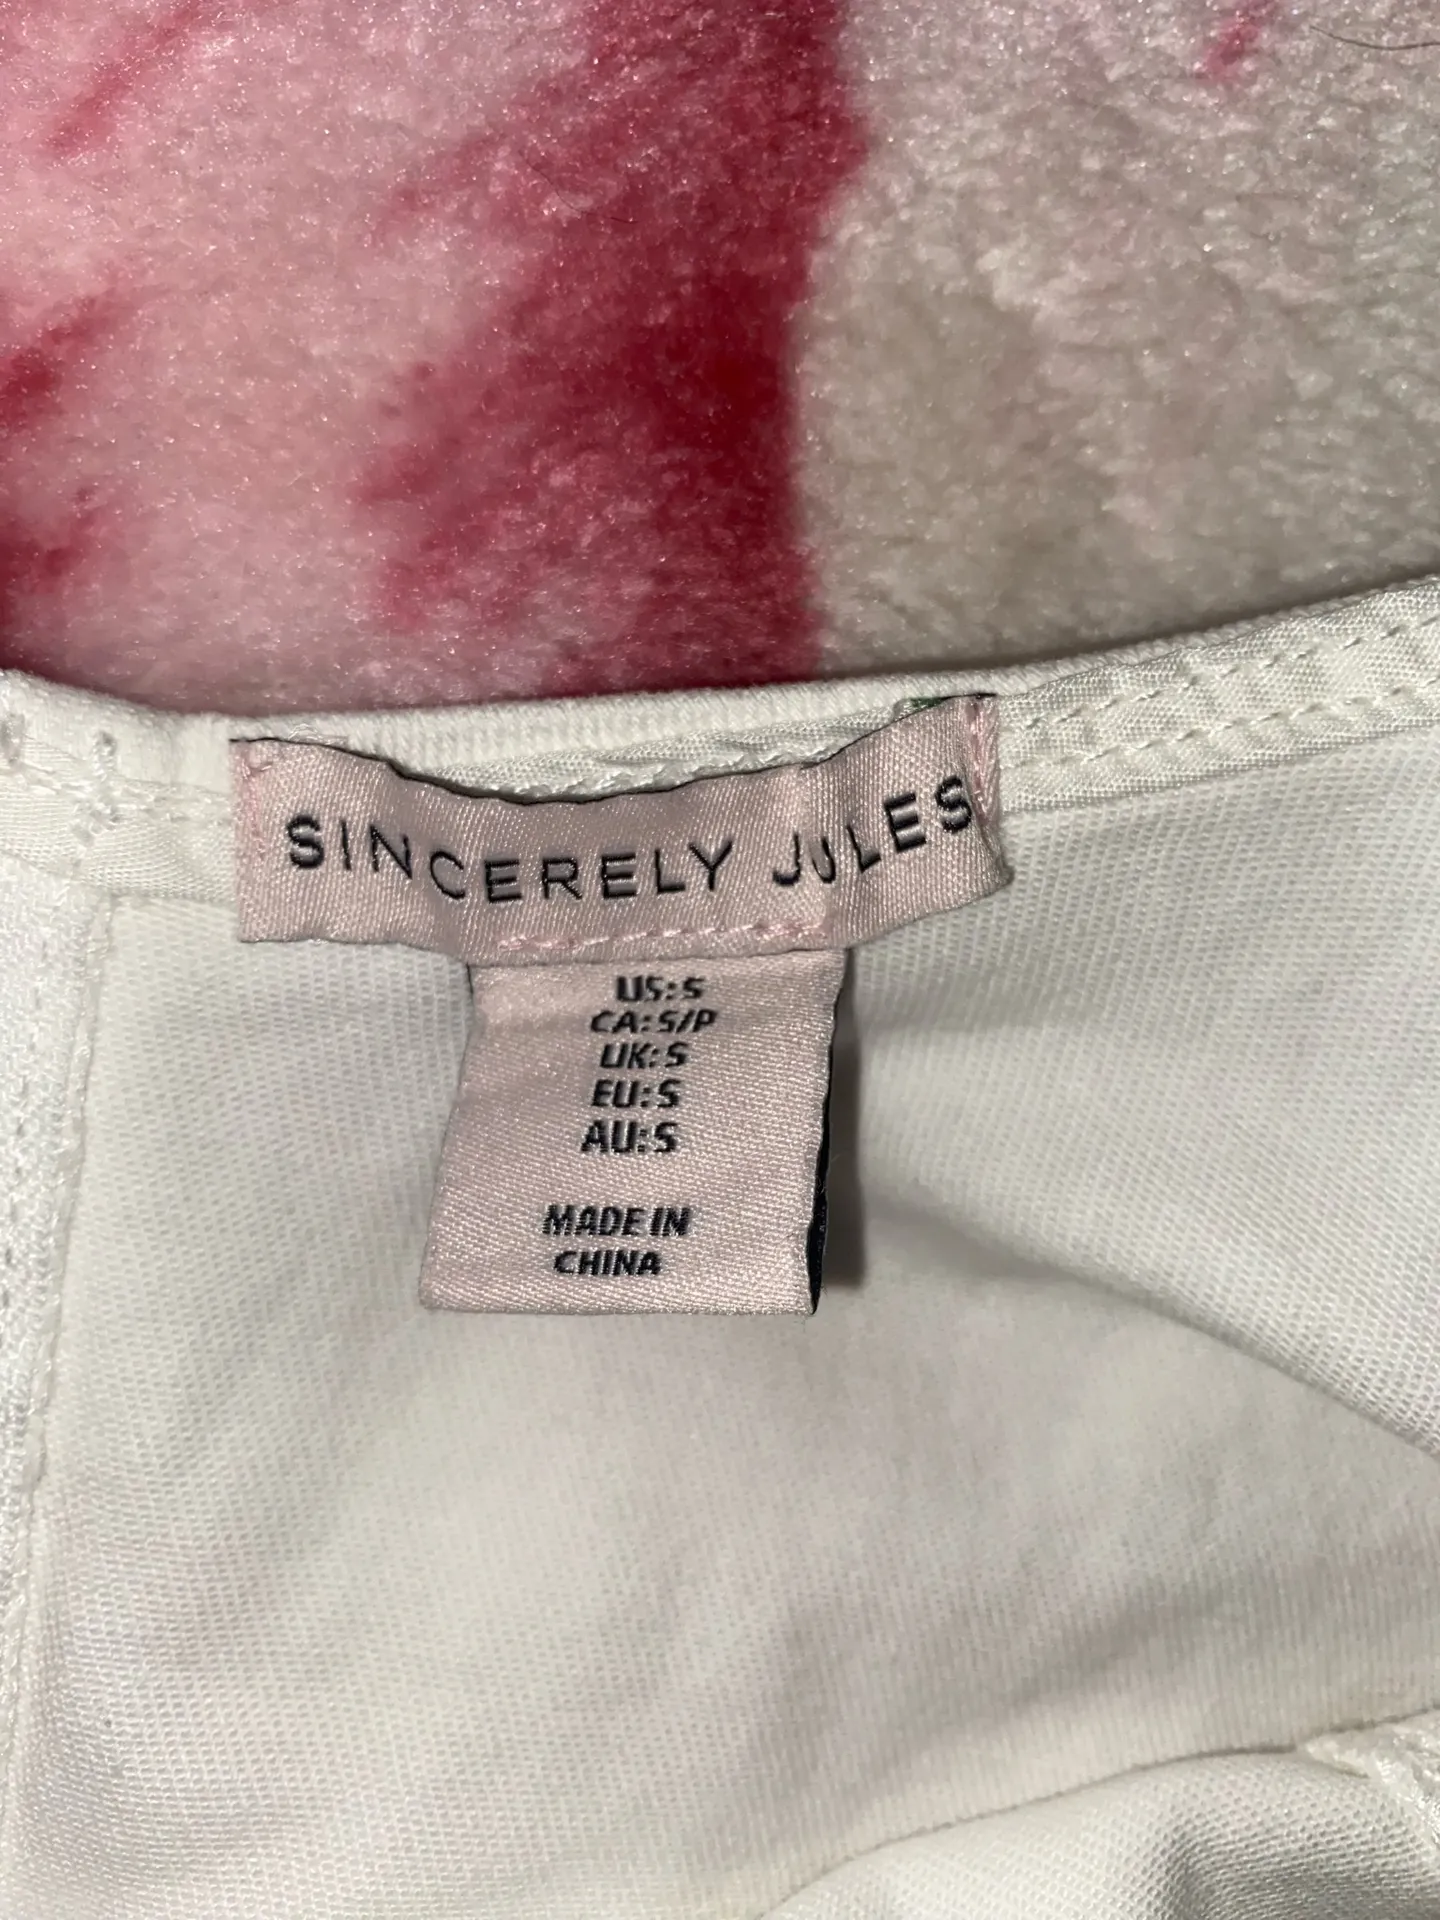 SINCERELY JULES
US: S
CA: S/P
UK: S
EU: S
AU: S
MADE IN
CHINA